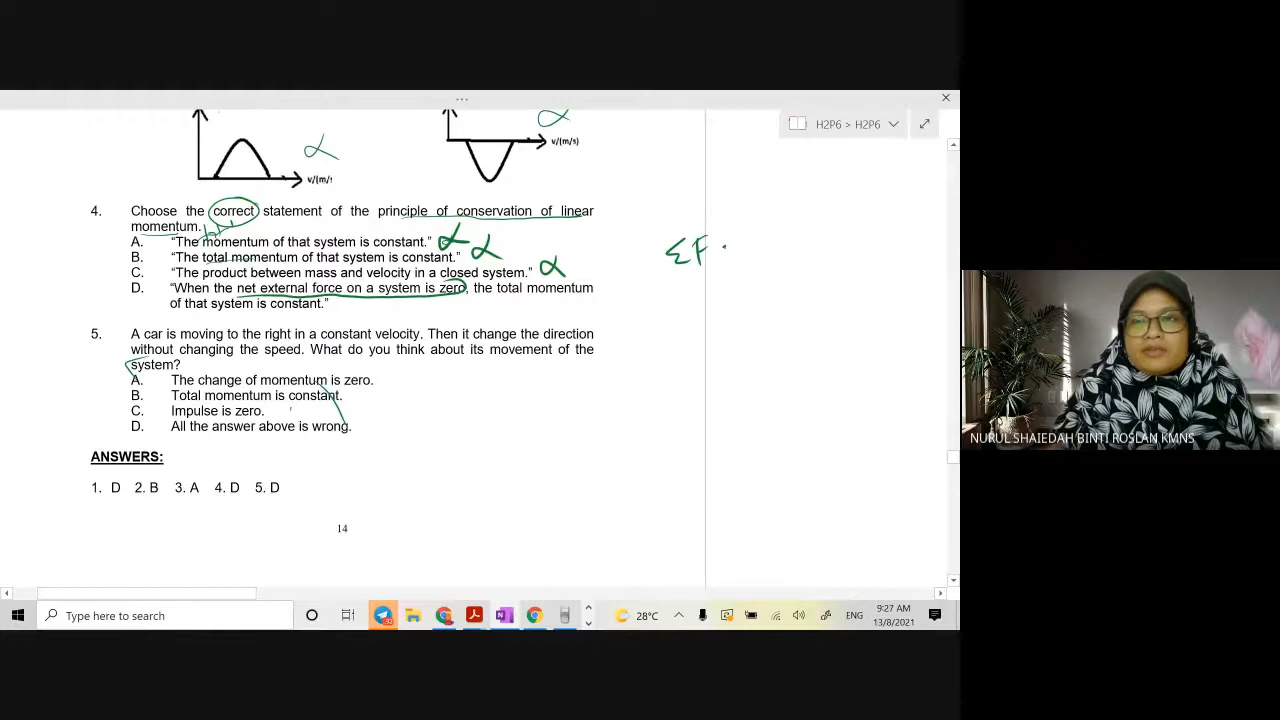 H2P6 > H2P6
v/(m/s)
v/(m/s
4. Choose the correct statement of the principle of conservation of linear
momentum.
A. “The momentum of that system is constant.”
B. “The total momentum of that system is constant.”
C. “The product between mass and velocity in a closed system.”
D. “When the net external force on a system is zero, the total momentum
of that system is constant.”
ΣF
5. A car is moving to the right in a constant velocity. Then it change the direction
without changing the speed. What do you think about its movement of the
system?
A. The change of momentum is zero.
B. Total momentum is constant.
C. Impulse is zero.
D. All the answer above is wrong.
ANSWERS:
1. D 2. B 3. A 4. D 5. D
14
NURUL SHAIEDAH BINTI ROSLAN KMNS
Type here to search
28°C
ENG
9:27 AM
13/8/2021